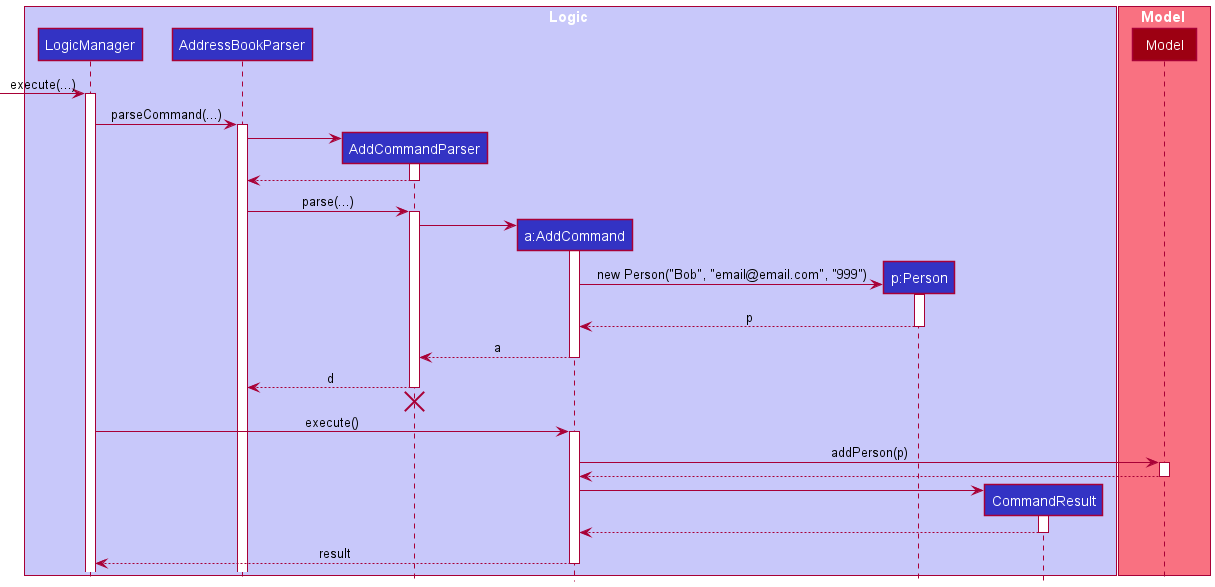 Logic
Model
LogicManager
AddressBookParser
Model
execute(...)
parseCommand(...)
AddCommandParser
parse(...)
a:AddCommand
new Person("Bob", "email@email.com", "999")
p:Person
p
a
d
execute()
addPerson(p)
CommandResult
result